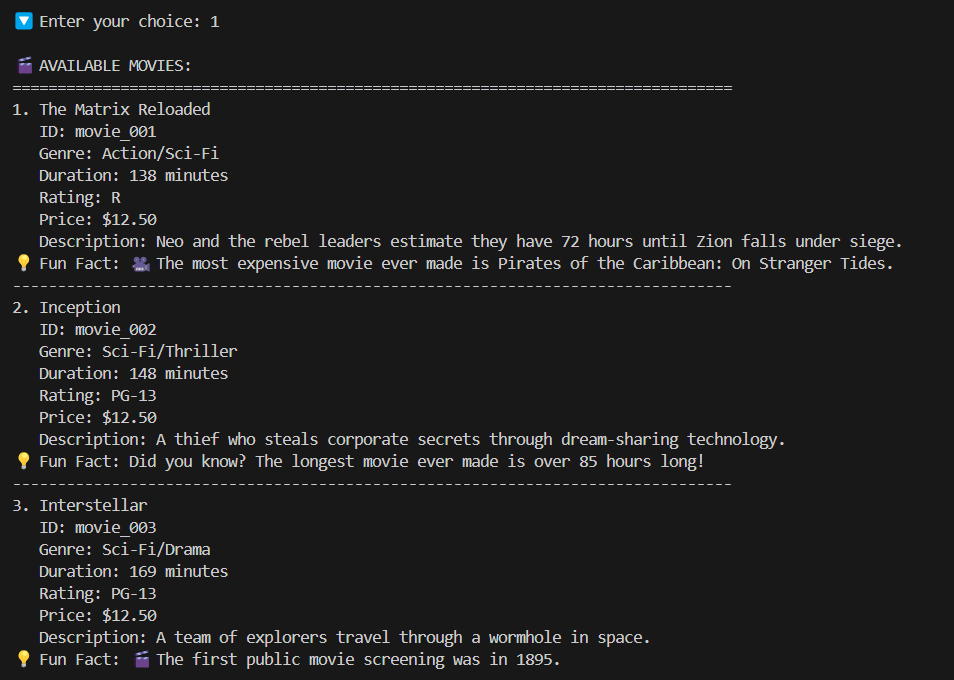 🔽 Enter your choice: 1
🎬 AVAILABLE MOVIES:
================================================================================
1. The Matrix Reloaded
ID: movie_001
Genre: Action/Sci-Fi
Duration: 138 minutes
Rating: R
Price: $12.50
Description: Neo and the rebel leaders estimate they have 72 hours until Zion falls under siege.
💡 Fun Fact: 🎥 The most expensive movie ever made is Pirates of the Caribbean: On Stranger Tides.
--------------------------------------------------------------------------------
2. Inception
ID: movie_002
Genre: Sci-Fi/Thriller
Duration: 148 minutes
Rating: PG-13
Price: $12.50
Description: A thief who steals corporate secrets through dream-sharing technology.
💡 Fun Fact: Did you know? The longest movie ever made is over 85 hours long!
--------------------------------------------------------------------------------
3. Interstellar
ID: movie_003
Genre: Sci-Fi/Drama
Duration: 169 minutes
Rating: PG-13
Price: $12.50
Description: A team of explorers travel through a wormhole in space.
💡 Fun Fact: 🎬 The first public movie screening was in 1895.